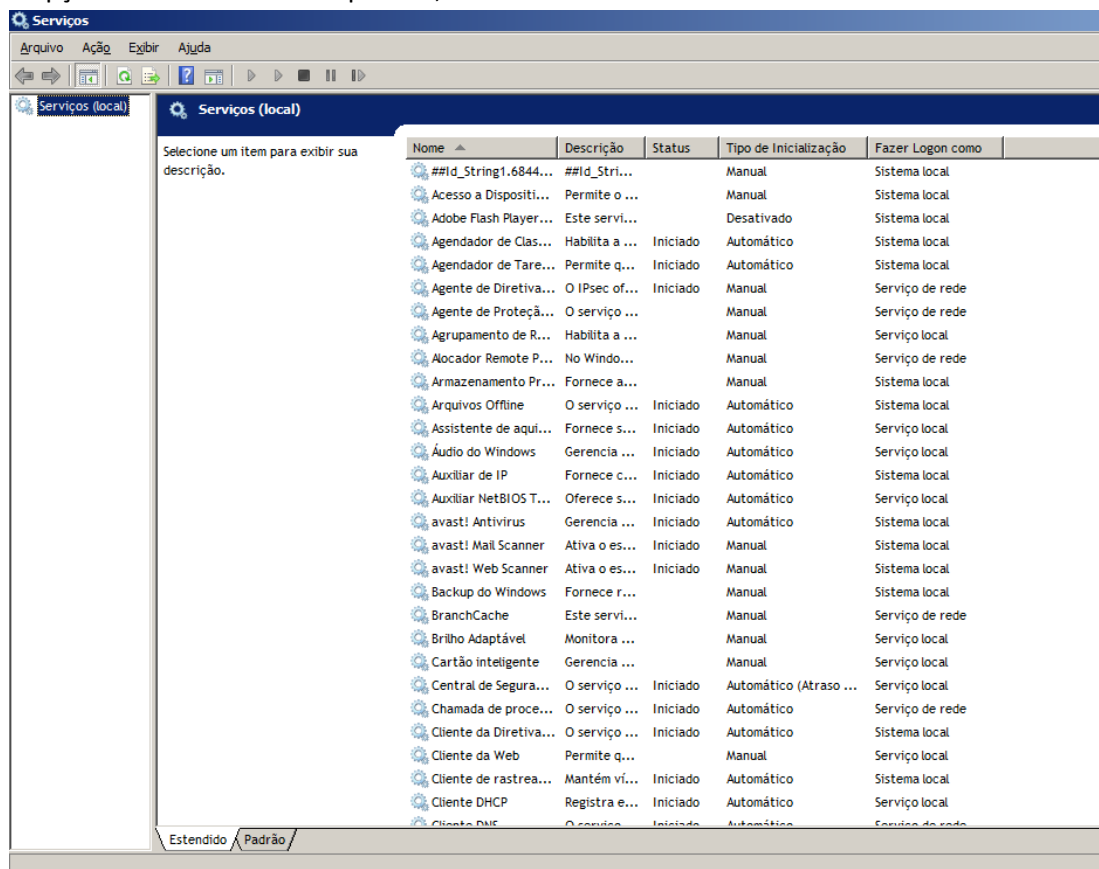 Serviços
Arquivo Ação Exibir Ajuda
Serviços (local)
Serviços (local)
Selecione um item para exibir sua
descrição.
Nome Descrição Status Tipo de Inicialização Fazer Logon como
##Id_String1.6844... ##Id_Stri... Manual Sistema local
Acesso a Dispositi... Permite o ... Manual Sistema local
Adobe Flash Player... Este servi... Desativado Sistema local
Agendador de Clas... Habilita a ... Iniciado Automático Sistema local
Agendador de Tare... Permite q... Iniciado Automático Sistema local
Agente de Diretiva... O IPsec of... Iniciado Manual Serviço de rede
Agente de Proteçã... O serviço ... Manual Serviço de rede
Agrupamento de R... Habilita a ... Manual Serviço local
Alocador Remote P... No Windo... Manual Serviço de rede
Armazenamento Pr... Fornece a... Manual Sistema local
Arquivos Offline O serviço ... Iniciado Automático Sistema local
Assistente de aqui... Fornece s... Iniciado Automático Serviço local
Áudio do Windows Gerencia ... Iniciado Automático Serviço local
Auxiliar de IP Fornece c... Iniciado Automático Sistema local
Auxiliar NetBIOS T... Oferece s... Iniciado Automático Serviço local
avast! Antivirus Gerencia ... Iniciado Automático Sistema local
avast! Mail Scanner Ativa o es... Iniciado Manual Sistema local
avast! Web Scanner Ativa o es... Iniciado Manual Sistema local
Backup do Windows Fornece r... Manual Sistema local
BranchCache Este servi... Manual Serviço de rede
Brilho Adaptável Monitora ... Manual Serviço local
Cartão inteligente Gerencia ... Manual Serviço local
Central de Segura... O serviço ... Iniciado Automático (Atraso ... Serviço local
Chamada de proce... O serviço ... Iniciado Automático Serviço de rede
Cliente da Diretiva... O serviço ... Iniciado Automático Sistema local
Cliente da Web Permite q... Manual Serviço local
Cliente de rastrea... Mantém ví... Iniciado Automático Sistema local
Cliente DHCP Registra e... Iniciado Automático Serviço local
Cliente DNS O serviço Iniciado Automático Serviço de rede
Estendido Padrão